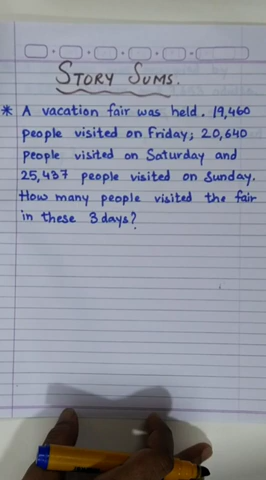 STORY SUMS.
* A vacation fair was held. 19,460
people visited on Friday; 20,640
people visited on Saturday and
25,437 people visited on Sunday.
How many people visited the fair
in these 3 days?